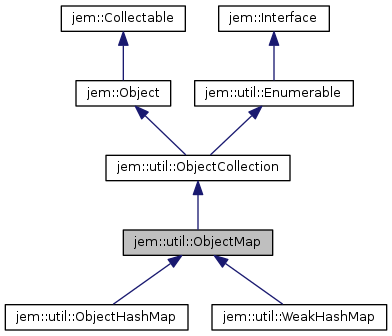 jem::Collectable
jem::Interface
jem::Object
jem::util::Enumerable
jem::util::ObjectCollection
jem::util::ObjectMap
jem::util::ObjectHashMap
jem::util::WeakHashMap